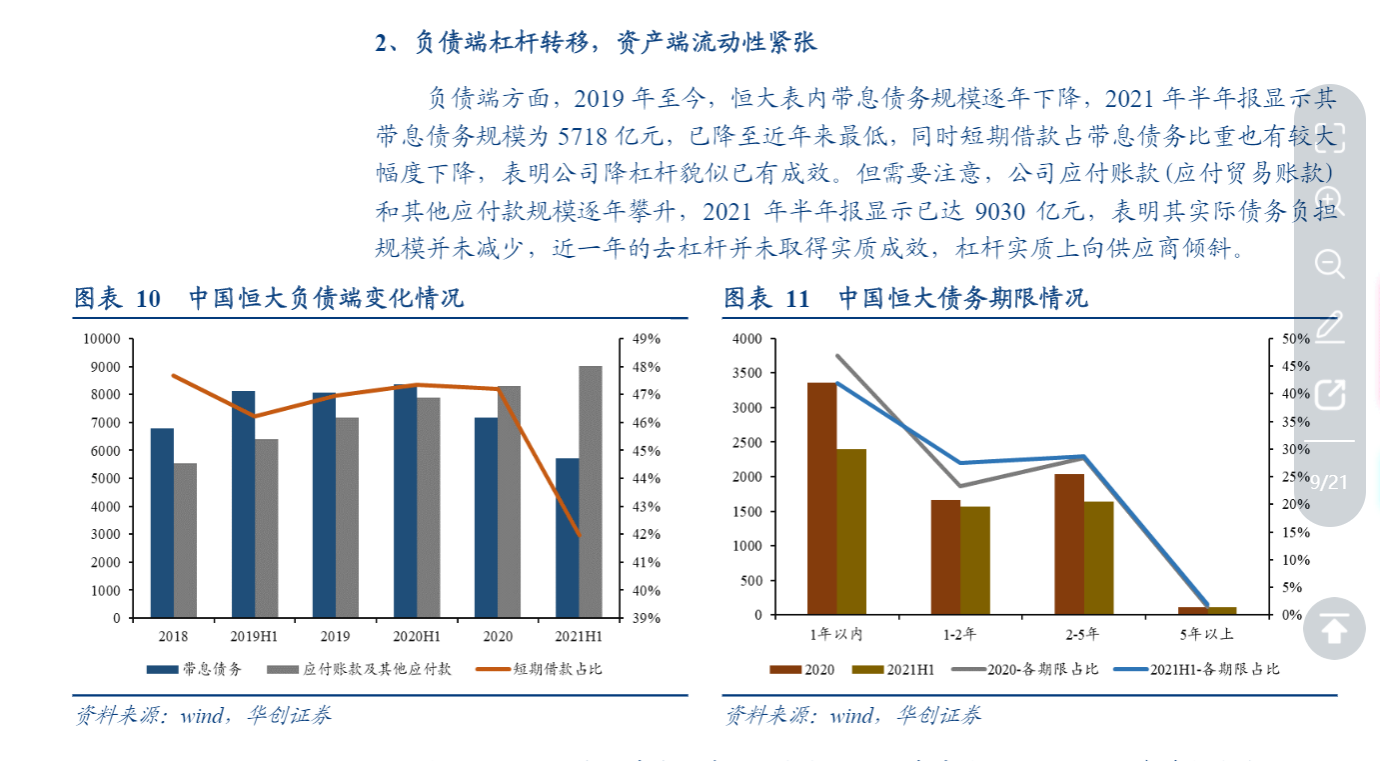 2、负债端杠杆转移，资产端流动性紧张
负债端方面，2019 年至今，恒大表内带息债务规模逐年下降，2021 年半年报显示其
带息债务规模为 5718 亿元，已降至近年来最低，同时短期借款占带息债务比重也有较大
幅度下降，表明公司降杠杆貌似已有成效。但需要注意，公司应付账款(应付贸易账款)
和其他应付款规模逐年攀升，2021 年半年报显示已达 9030 亿元，表明其实际债务负担
规模并未减少，近一年的去杠杆并未取得实质成效，杠杆实质上向供应商倾斜。
图表 10 中国恒大负债端变化情况
10000 49%
9000 48%
8000 47%
7000 46%
6000 45%
5000 44%
4000 43%
3000 42%
2000 41%
1000 40%
0 39%
2018 2019H1 2019 2020H1 2020 2021H1
带息债务 应付账款及其他应付款 短期借款占比
资料来源：wind，华创证券
图表 11 中国恒大债务期限情况
4000 50%
3500 45%
3000 40%
2500 35%
2000 30%
1500 25%
1000 20%
500 15%
0 10%
5%
0%
1年以内 1-2年 2-5年 5年以上
2020 2021H1 2020-各期限占比 2021H1-各期限占比
资料来源：wind，华创证券
9/21